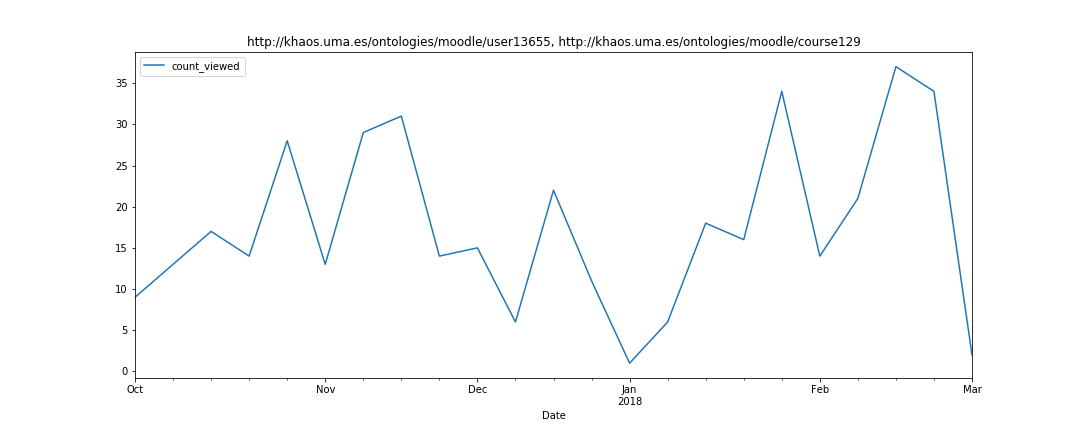 http://khaos.uma.es/ontologies/moodle/user13655, http://khaos.uma.es/ontologies/moodle/course129
count_viewed
35
30
25
20
15
10
5
0
Oct Nov Dec Jan Feb Mar
2018
Date